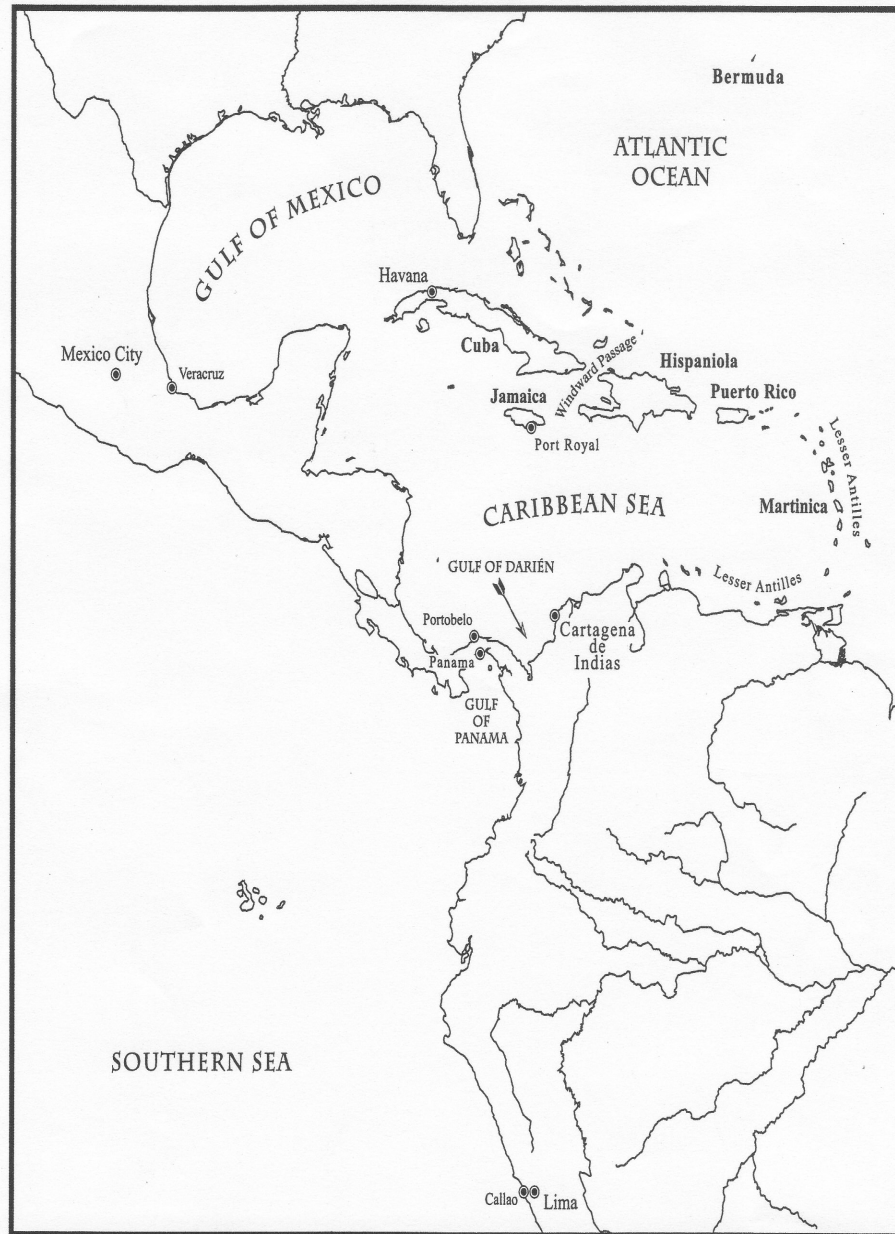 Bermuda
ATLANTIC
OCEAN
GULF OF MEXICO
Havana
Mexico City
Veracruz
Cuba
Windward Passage
Hispaniola
Jamaica
Puerto Rico
Port Royal
Lesser Antilles
CARIBBEAN SEA
Martinica
GULF OF DARIÉN
Lesser Antilles
Portobelo
Cartagena
de
Indias
Panama
GULF
OF
PANAMA
SOUTHERN SEA
Callao
Lima